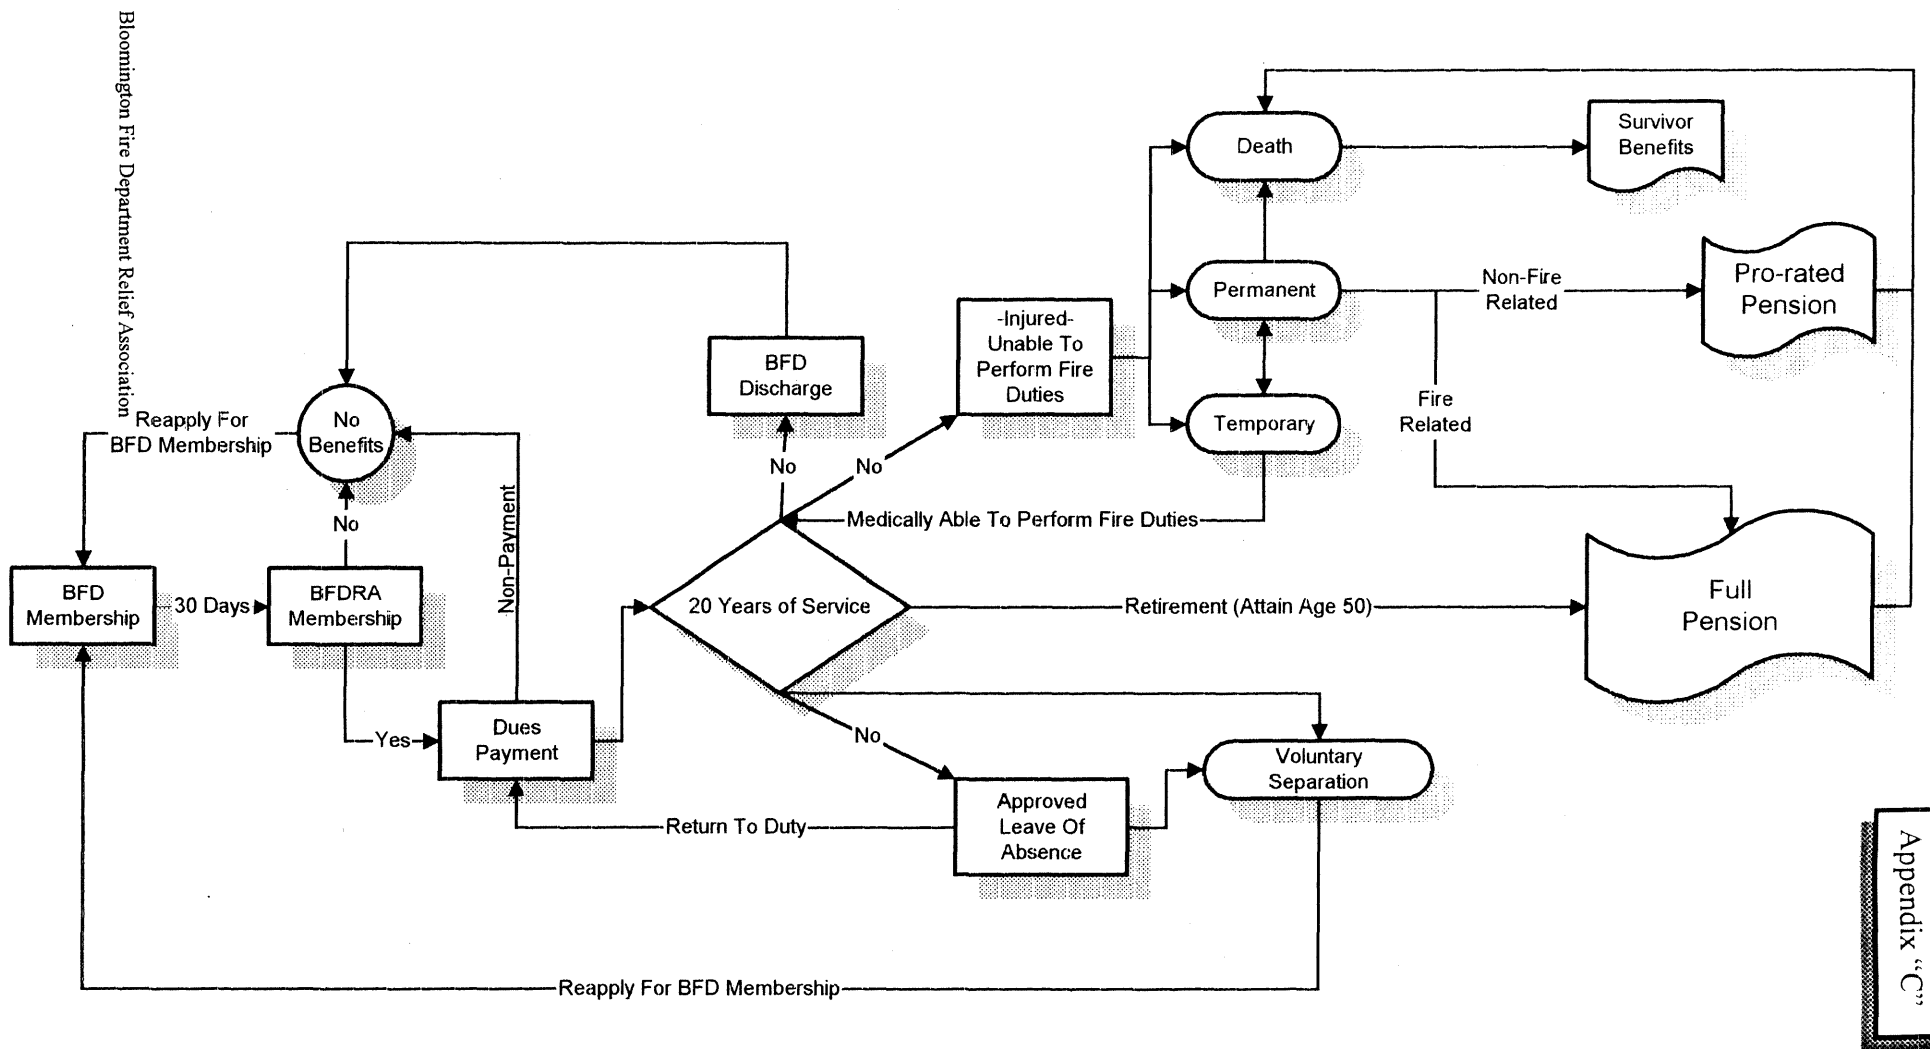 Bloomington Fire Department Relief Association
Death
Survivor
Benefits
Permanent
Non-Fire
Related
Pro-rated
Pension
-Injured-
Unable To
Perform Fire
Duties
BFD
Discharge
Temporary
Fire
Related
Reapply For
BFD Membership
No
Benefits
No
No
Medically Able To Perform Fire Duties
No
Non-Payment
BFD
Membership
30 Days
BFDRA
Membership
20 Years of Service
Retirement (Attain Age 50)
Full
Pension
Yes
Dues
Payment
No
Voluntary
Separation
Return To Duty
Approved
Leave Of
Absence
Reapply For BFD Membership
Appendix “C”